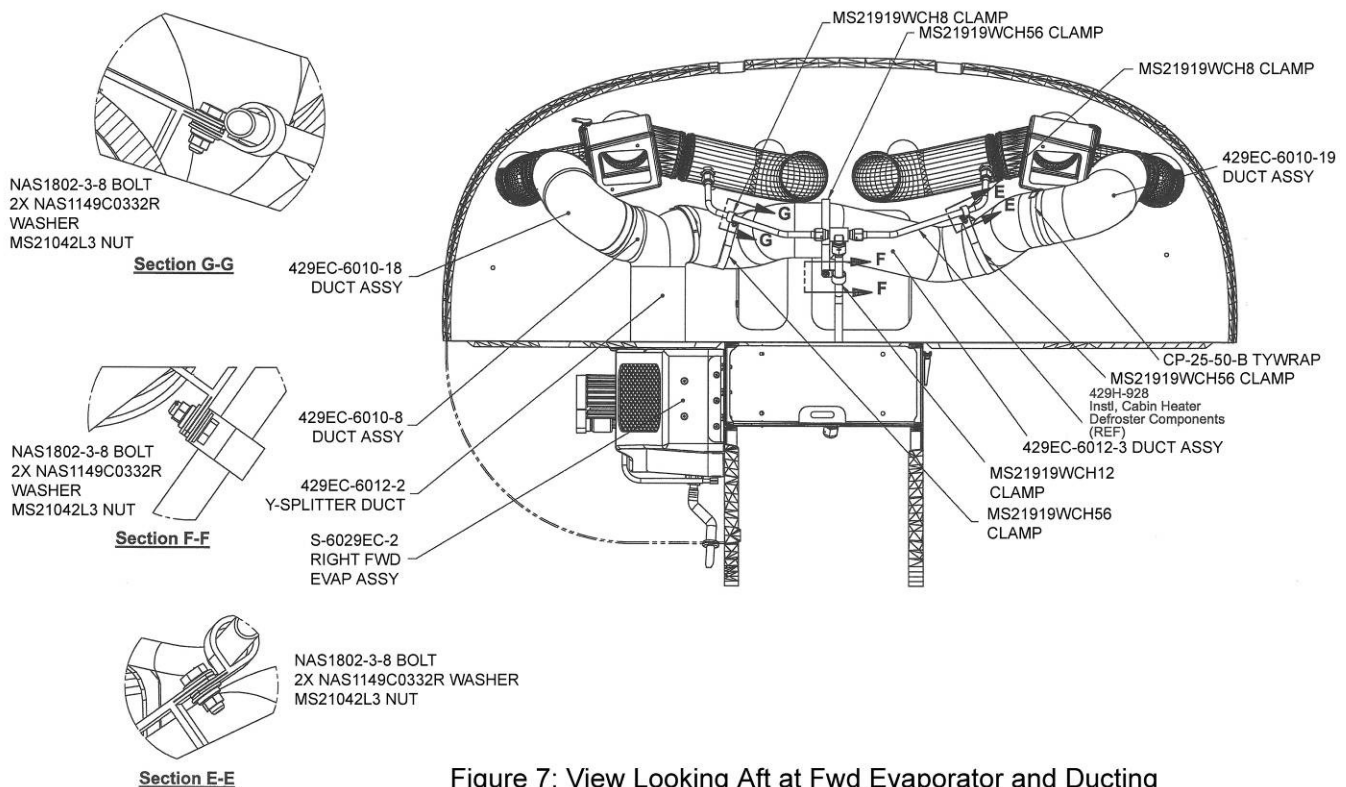 MS21919WCH8 CLAMP
MS21919WCH56 CLAMP
MS21919WCH8 CLAMP
429EC-6010-19
DUCT ASSY
NAS1802-3-8 BOLT
2X NAS1149C0332R
WASHER
MS21042L3 NUT
Section G-G
429EC-6010-18
DUCT ASSY
G
G
E
E
F
F
NAS1802-3-8 BOLT
2X NAS1149C0332R
WASHER
MS21042L3 NUT
Section F-F
429EC-6010-8
DUCT ASSY
429EC-6012-2
Y-SPLITTER DUCT
S-6029EC-2
RIGHT FWD
EVAP ASSY
CP-25-50-B TYWRAP
MS21919WCH56 CLAMP
429H-928
Instl, Cabin Heater
Defroster Components
(REF)
429EC-6012-3 DUCT ASSY
MS21919WCH12
CLAMP
MS21919WCH56
CLAMP
NAS1802-3-8 BOLT
2X NAS1149C0332R WASHER
MS21042L3 NUT
Section E-E
Figure 7: View Looking Aft at Fwd Evaporator and Ducting